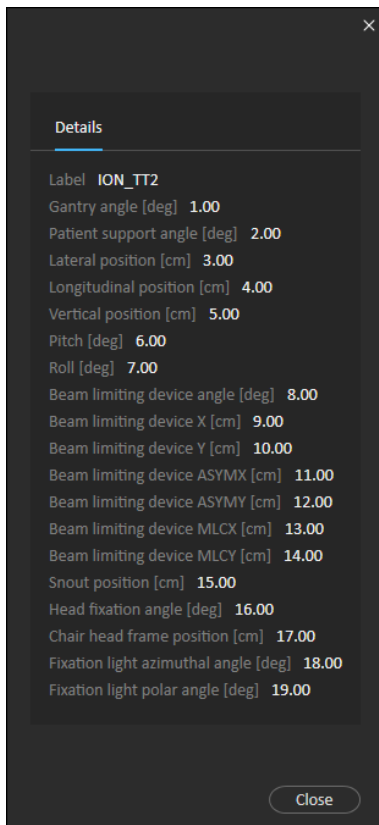 Details
Label ION_TT2
Gantry angle [deg] 1.00
Patient support angle [deg] 2.00
Lateral position [cm] 3.00
Longitudinal position [cm] 4.00
Vertical position [cm] 5.00
Pitch [deg] 6.00
Roll [deg] 7.00
Beam limiting device angle [deg] 8.00
Beam limiting device X [cm] 9.00
Beam limiting device Y [cm] 10.00
Beam limiting device ASYMX [cm] 11.00
Beam limiting device ASYMY [cm] 12.00
Beam limiting device MLCX [cm] 13.00
Beam limiting device MLCY [cm] 14.00
Snout position [cm] 15.00
Head fixation angle [deg] 16.00
Chair head frame position [cm] 17.00
Fixation light azimuthal angle [deg] 18.00
Fixation light polar angle [deg] 19.00
Close